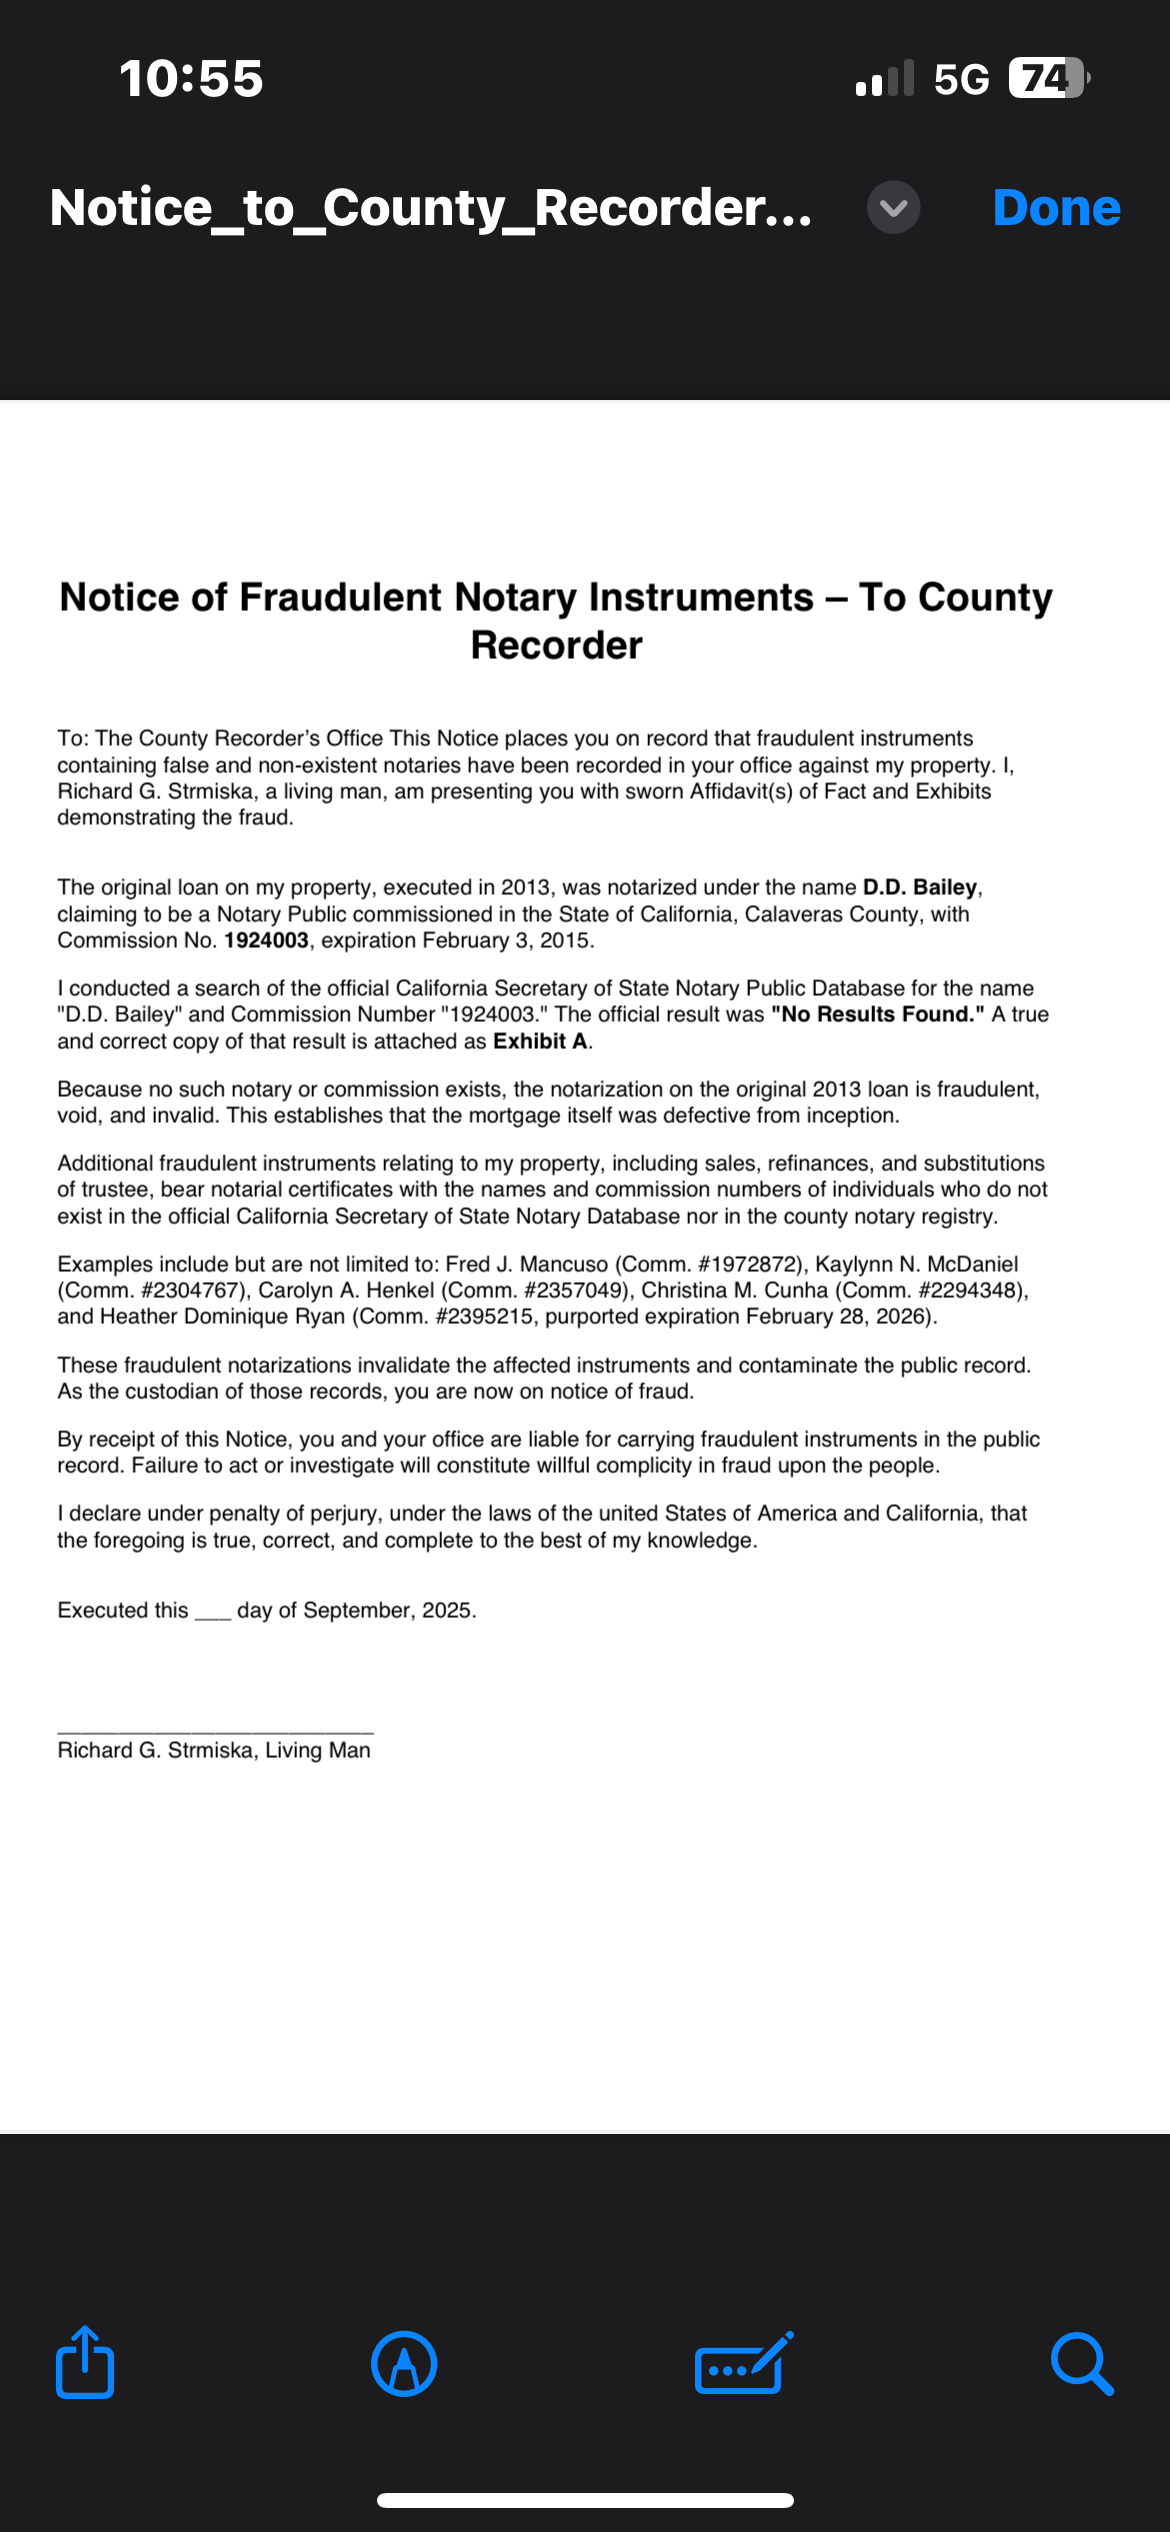 10:55
5G 74
Notice_to_County_Recorder...
Done
Notice of Fraudulent Notary Instruments – To County
Recorder
To: The County Recorder’s Office This Notice places you on record that fraudulent instruments
containing false and non-existent notaries have been recorded in your office against my property. I,
Richard G. Strmiska, a living man, am presenting you with sworn Affidavit(s) of Fact and Exhibits
demonstrating the fraud.
The original loan on my property, executed in 2013, was notarized under the name D.D. Bailey,
claiming to be a Notary Public commissioned in the State of California, Calaveras County, with
Commission No. 1924003, expiration February 3, 2015.
I conducted a search of the official California Secretary of State Notary Public Database for the name
"D.D. Bailey" and Commission Number "1924003." The official result was "No Results Found." A true
and correct copy of that result is attached as Exhibit A.
Because no such notary or commission exists, the notarization on the original 2013 loan is fraudulent,
void, and invalid. This establishes that the mortgage itself was defective from inception.
Additional fraudulent instruments relating to my property, including sales, refinances, and substitutions
of trustee, bear notarial certificates with the names and commission numbers of individuals who do not
exist in the official California Secretary of State Notary Database nor in the county notary registry.
Examples include but are not limited to: Fred J. Mancuso (Comm. #1972872), Kaylynn N. McDaniel
(Comm. #2304767), Carolyn A. Henkel (Comm. #2357049), Christina M. Cunha (Comm. #2294348),
and Heather Dominique Ryan (Comm. #2395215, purported expiration February 28, 2026).
These fraudulent notarizations invalidate the affected instruments and contaminate the public record.
As the custodian of those records, you are now on notice of fraud.
By receipt of this Notice, you and your office are liable for carrying fraudulent instruments in the public
record. Failure to act or investigate will constitute willful complicity in fraud upon the people.
I declare under penalty of perjury, under the laws of the united States of America and California, that
the foregoing is true, correct, and complete to the best of my knowledge.
Executed this ___ day of September, 2025.
Richard G. Strmiska, Living Man